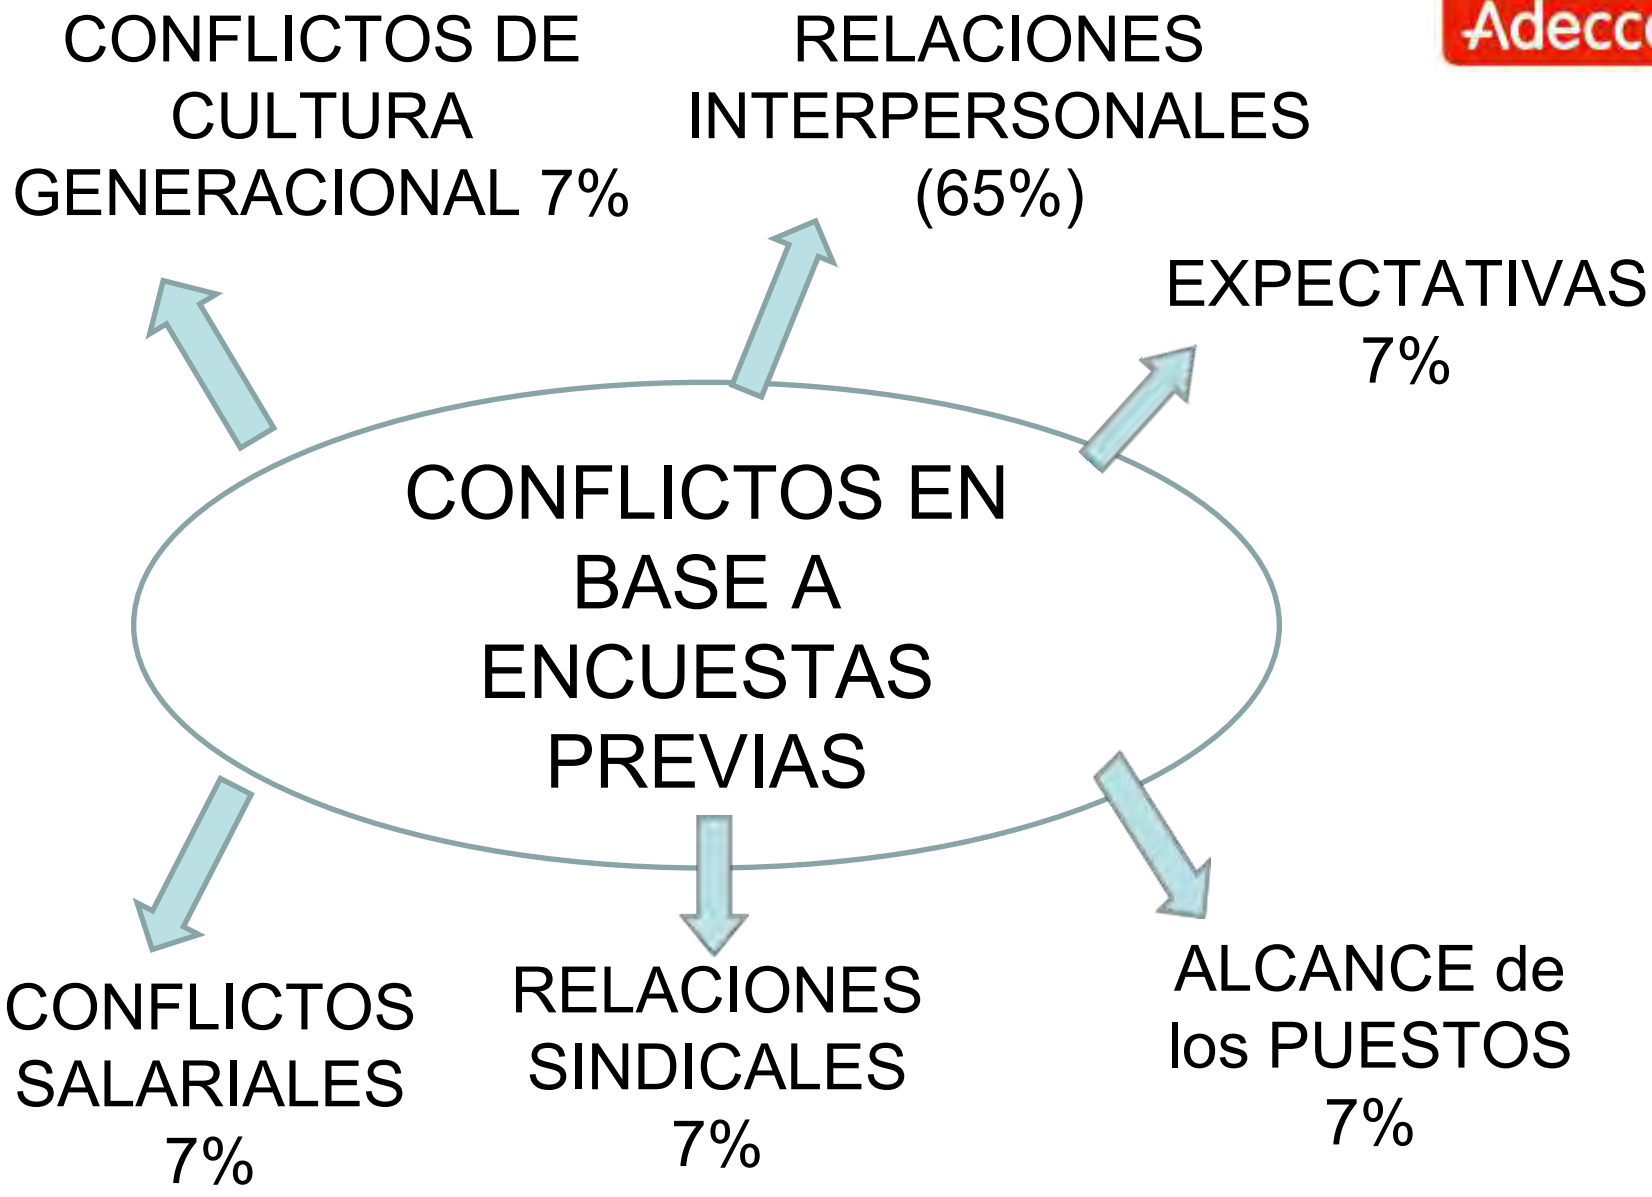 CONFLICTOS DE
CULTURA
GENERACIONAL 7%
RELACIONES
INTERPERSONALES
(65%)
Adecco
EXPECTATIVAS
7%
CONFLICTOS EN
BASE A
ENCUESTAS
PREVIAS
CONFLICTOS
SALARIALES
7%
RELACIONES
SINDICALES
7%
ALCANCE de
los PUESTOS
7%